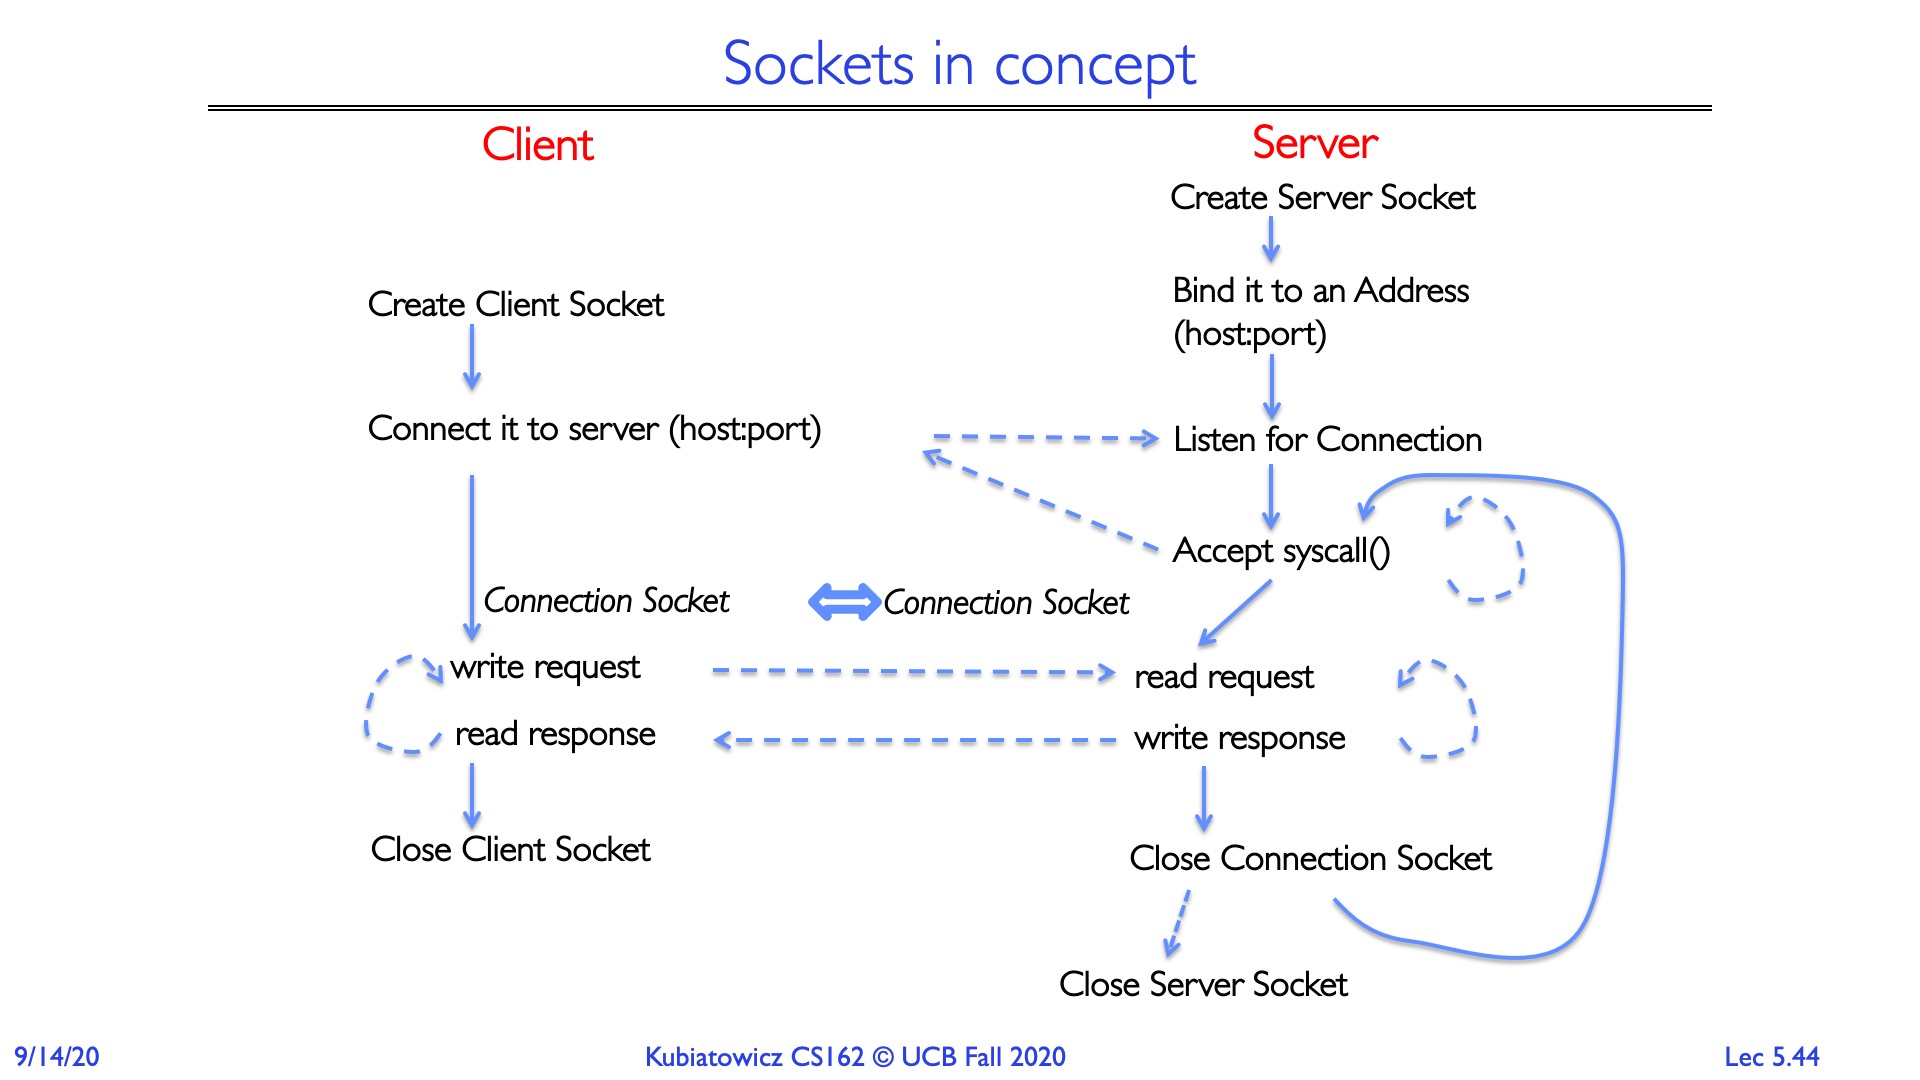 Sockets in concept
Client
Server
Create Server Socket
Bind it to an Address
(host:port)
Create Client Socket
Connect it to server (host:port)
Listen for Connection
Accept syscall()
Connection Socket
Connection Socket
write request
read request
read response
write response
Close Client Socket
Close Connection Socket
Close Server Socket
9/14/20
Kubiatowicz CS162 © UCB Fall 2020
Lec 5.44